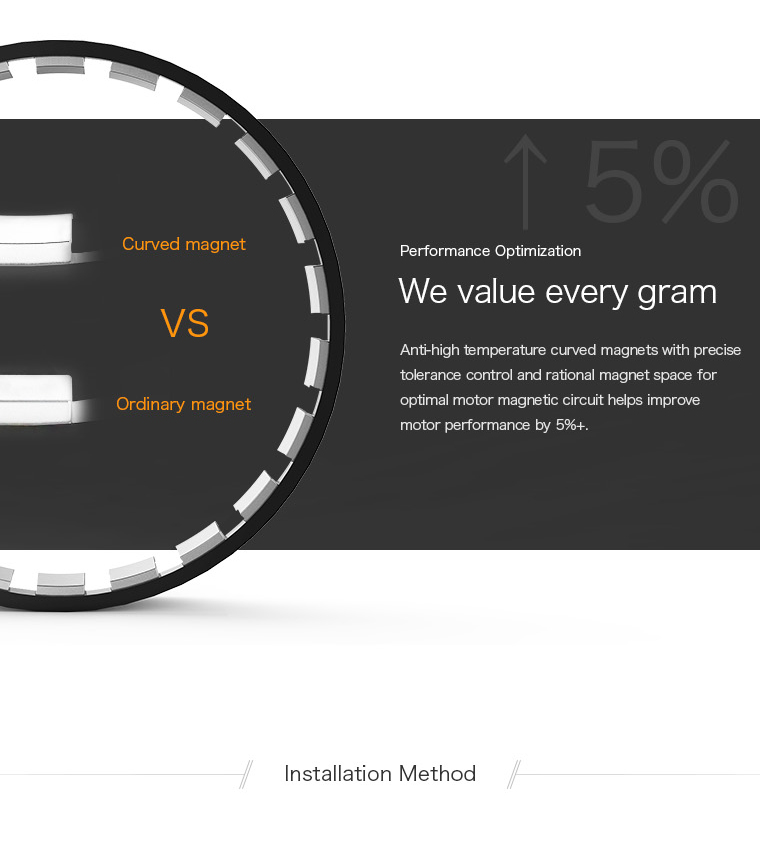 ↑ 5%
Curved magnet
Performance Optimization
We value every gram
VS
Anti-high temperature curved magnets with precise
tolerance control and rational magnet space for
optimal motor magnetic circuit helps improve
motor performance by 5%+.
Ordinary magnet
Installation Method